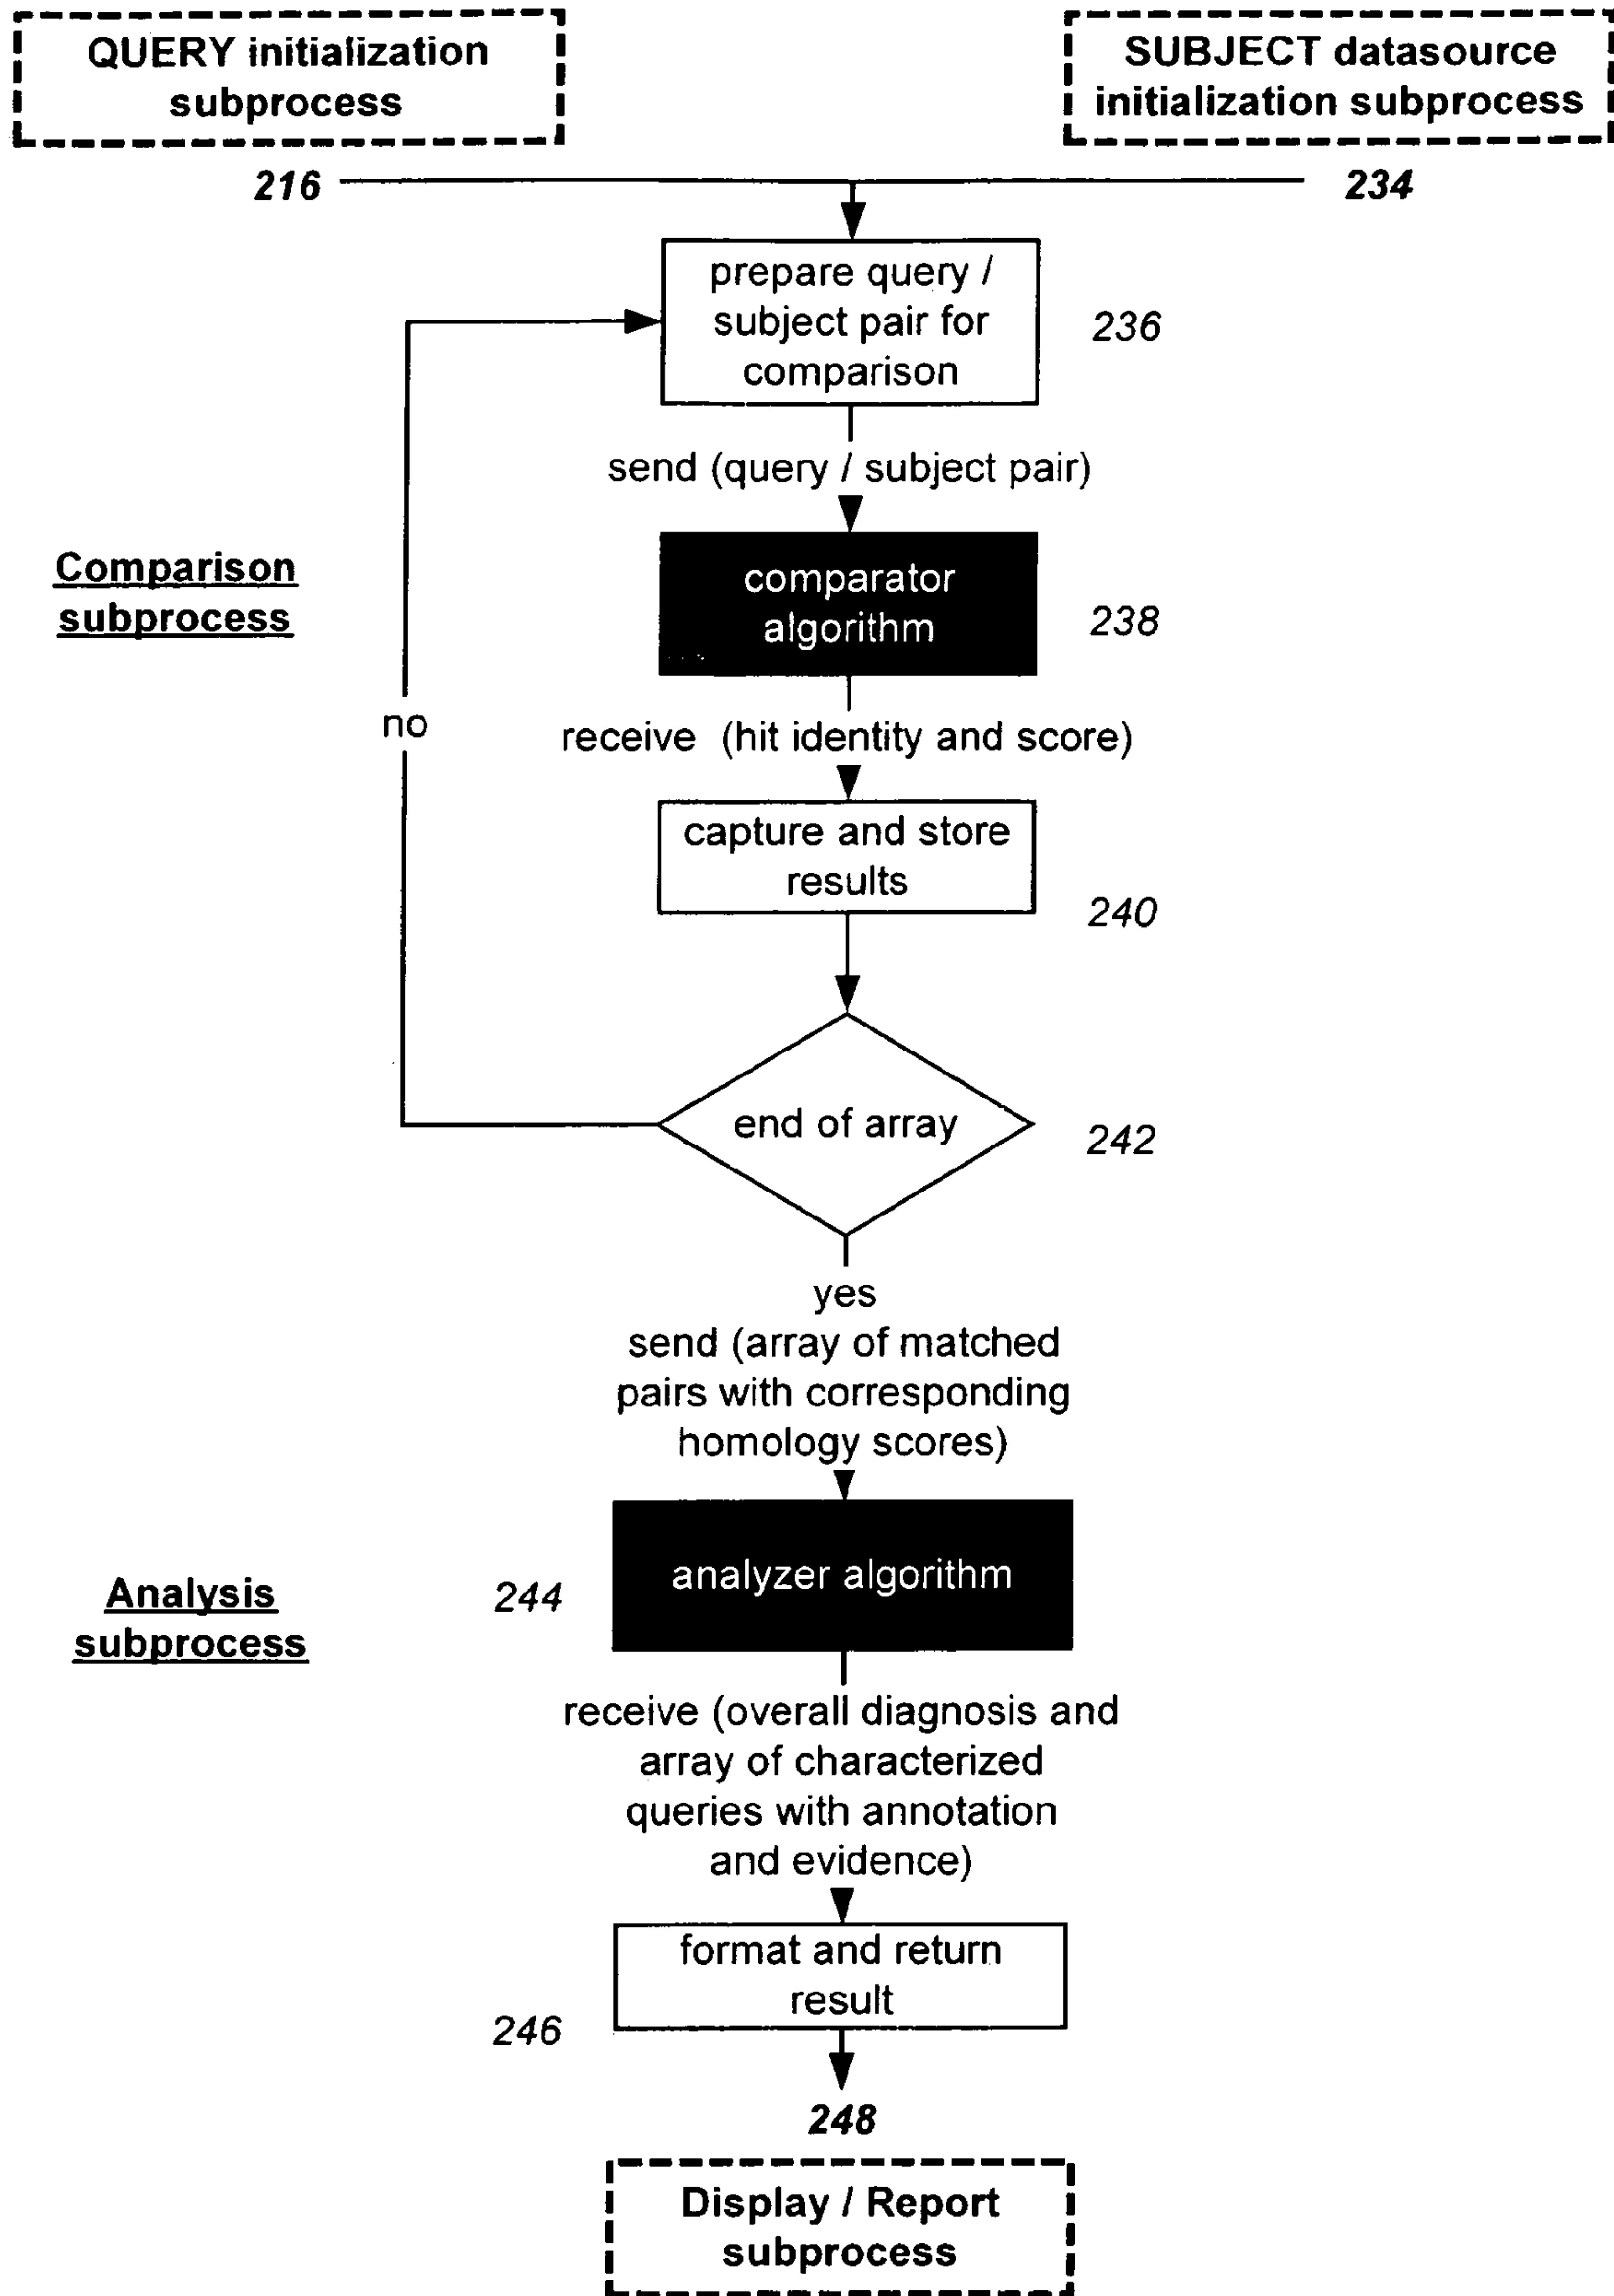 QUERY initialization
subprocess
SUBJECT datasource
initialization subprocess
216
234
prepare query /
subject pair for
comparison
236
send (query / subject pair)
Comparison
subprocess
comparator
algorithm
238
no
receive (hit identity and score)
capture and store
results
240
end of array
242
yes
send (array of matched
pairs with corresponding
homology scores)
Analysis
subprocess
244
analyzer algorithm
receive (overall diagnosis and
array of characterized
queries with annotation
and evidence)
format and return
result
246
248
Display / Report
subprocess